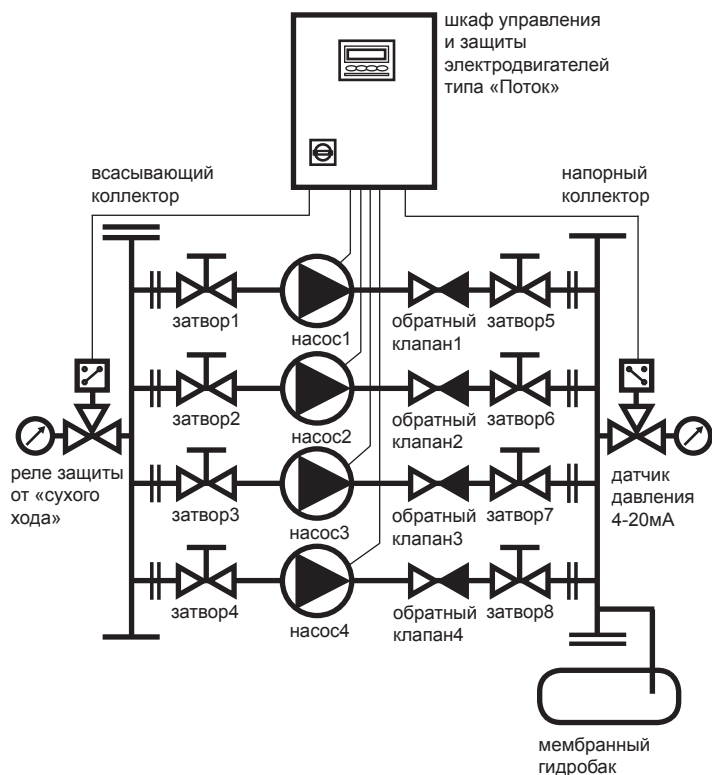 шкаф управления
и защиты
электродвигателей
типа «Поток»
всасывающий
коллектор
напорный
коллектор
затвор1
насос1
обратный
клапан1
затвор5
затвор2
насос2
обратный
клапан2
затвор6
реле защиты
от «сухого
хода»
затвор3
насос3
обратный
клапан3
затвор7
датчик
давления
4-20мА
затвор4
насос4
обратный
клапан4
затвор8
мембранный
гидробак